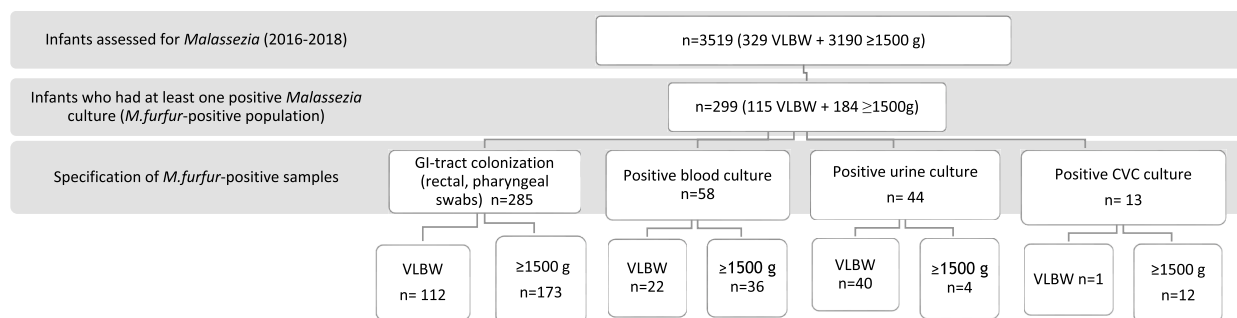 Infants assessed for Malassezia (2016-2018)
n=3519 (329 VLBW + 3190 ≥1500 g)
Infants who had at least one positive Malassezia
culture (M.furfur-positive population)
n=299 (115 VLBW + 184 ≥1500g)
Specification of M.furfur-positive samples
GI-tract colonization
(rectal, pharyngeal
swabs) n=285
Positive blood culture
n=58
Positive urine culture
n= 44
Positive CVC culture
n= 13
VLBW
n= 112
≥1500 g
n=173
VLBW
n=22
≥1500 g
n=36
VLBW
n=40
≥1500 g
n=4
VLBW n=1
≥1500 g
n=12